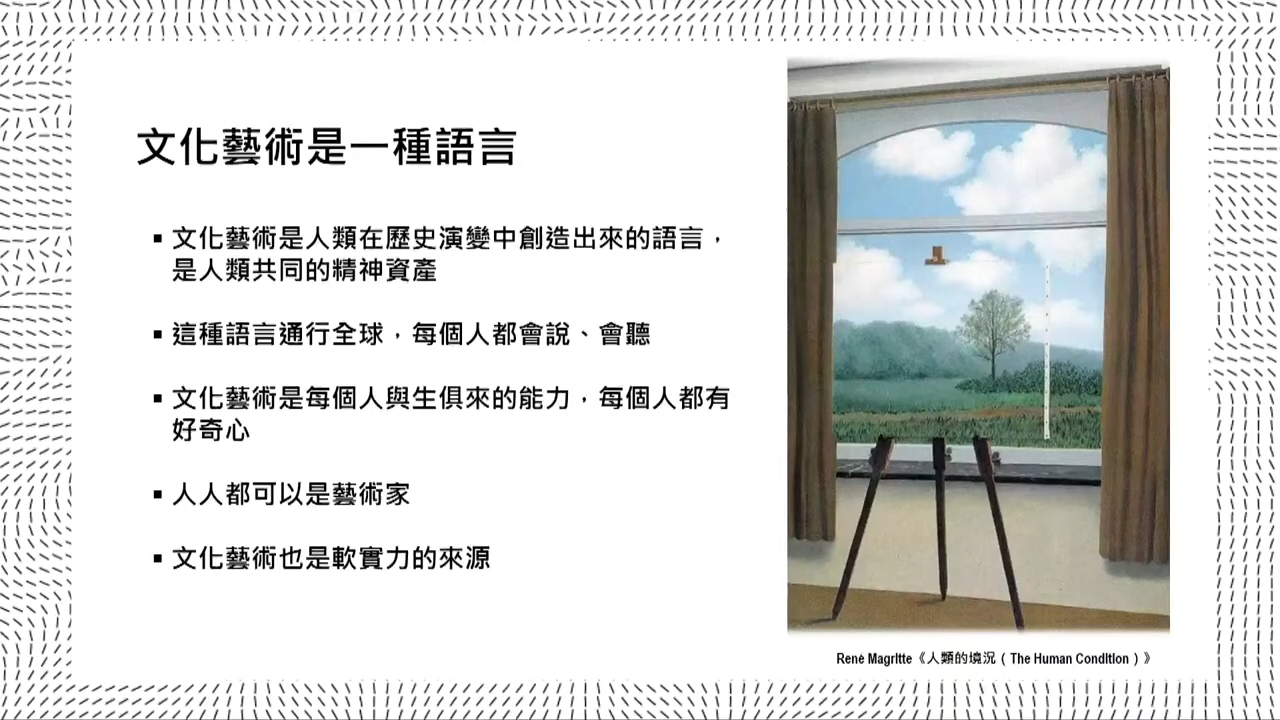 文化藝術是一種語言
▪ 文化藝術是人類在歷史演變中創造出來的語言，
是人類共同的精神資產
▪ 這種語言通行全球，每個人都會說、會聽
▪ 文化藝術是每個人與生俱來的能力，每個人都有
好奇心
▪ 人人都可以是藝術家
▪ 文化藝術也是軟實力的來源
René Magritte《人類的境況（The Human Condition）》